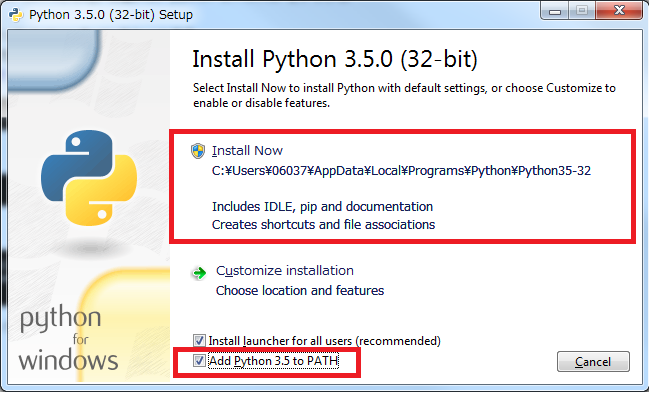 Python 3.5.0 (32-bit) Setup
Install Python 3.5.0 (32-bit)
Select Install Now to install Python with default settings, or choose Customize to
enable or disable features.
Install Now
C:¥Users¥06037¥AppData¥Local¥Programs¥Python¥Python35-32
Includes IDLE, pip and documentation
Creates shortcuts and file associations
Customize installation
Choose location and features
python
for
windows
Install launcher for all users (recommended)
Add Python 3.5 to PATH
Cancel